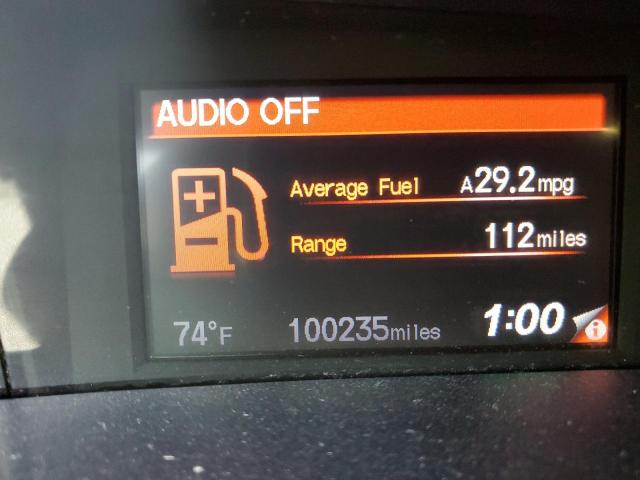 AUDIO OFF
Average Fuel A29.2mpg
Range 112miles
74°F 100235miles 1:00 i